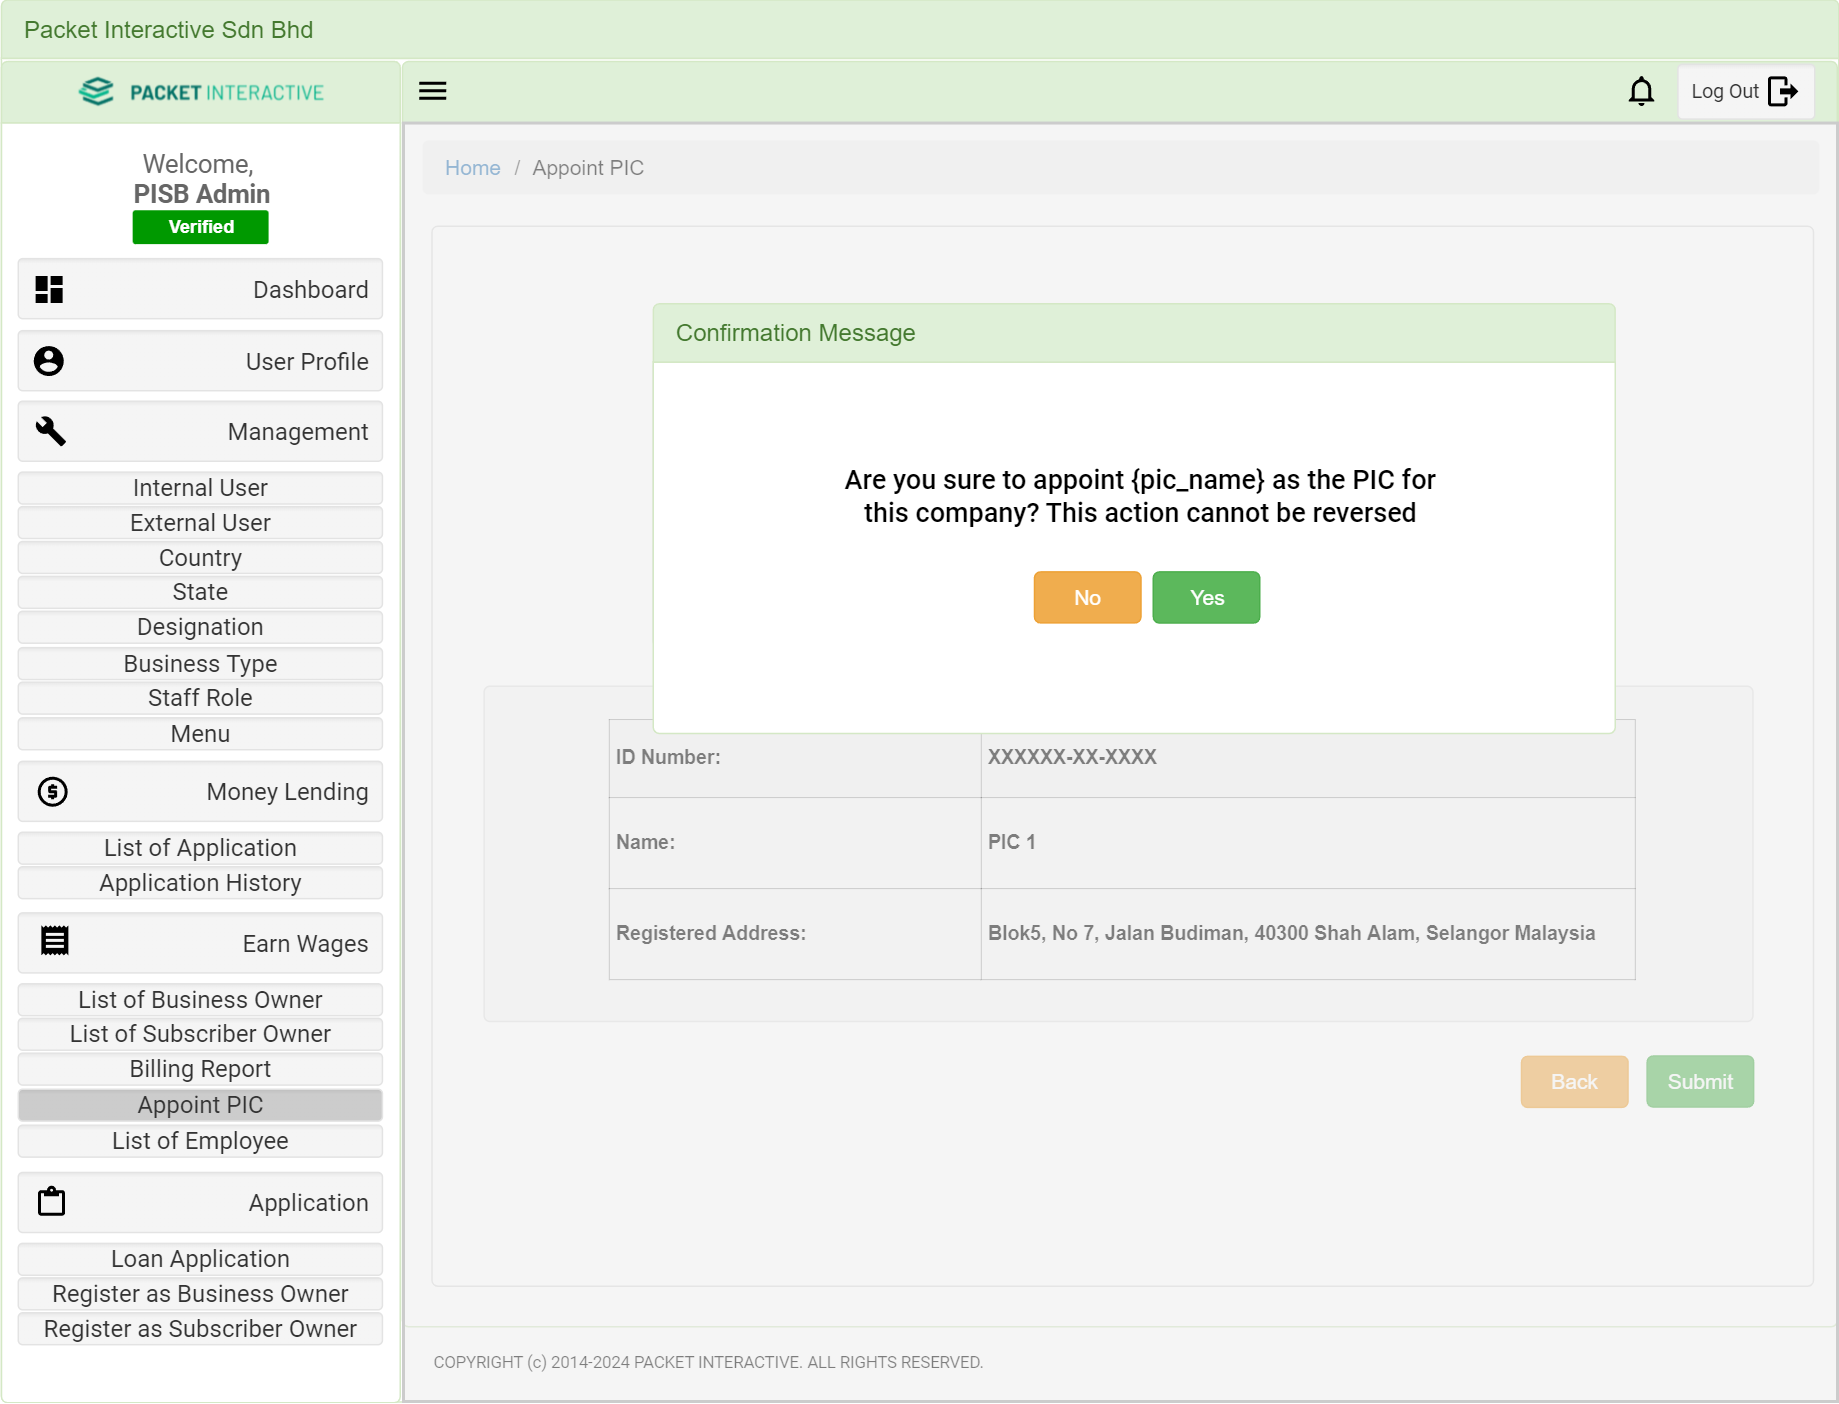 Packet Interactive Sdn Bhd
PACKET INTERACTIVE
Log Out
Welcome,
PISB Admin
Verified
Dashboard
User Profile
Management
Internal User
External User
Country
State
Designation
Business Type
Staff Role
Menu
Money Lending
List of Application
Application History
Earn Wages
List of Business Owner
List of Subscriber Owner
Billing Report
Appoint PIC
List of Employee
Application
Loan Application
Register as Business Owner
Register as Subscriber Owner
Home / Appoint PIC
Confirmation Message
Are you sure to appoint {pic_name} as the PIC for
this company? This action cannot be reversed
No Yes
ID Number: XXXXXX-XX-XXXX
Name: PIC 1
Registered Address: Blok5, No 7, Jalan Budiman, 40300 Shah Alam, Selangor Malaysia
Back Submit
COPYRIGHT (c) 2014-2024 PACKET INTERACTIVE. ALL RIGHTS RESERVED.